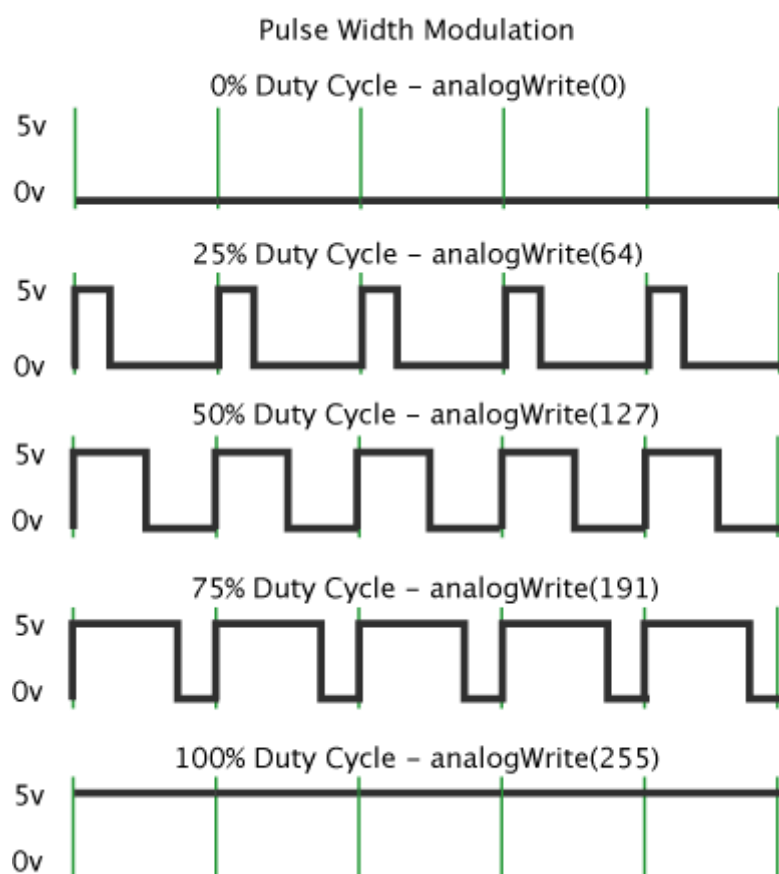 Pulse Width Modulation
0% Duty Cycle – analogWrite(0)
5v
0v
25% Duty Cycle – analogWrite(64)
5v
0v
50% Duty Cycle – analogWrite(127)
5v
0v
75% Duty Cycle – analogWrite(191)
5v
0v
100% Duty Cycle – analogWrite(255)
5v
0v